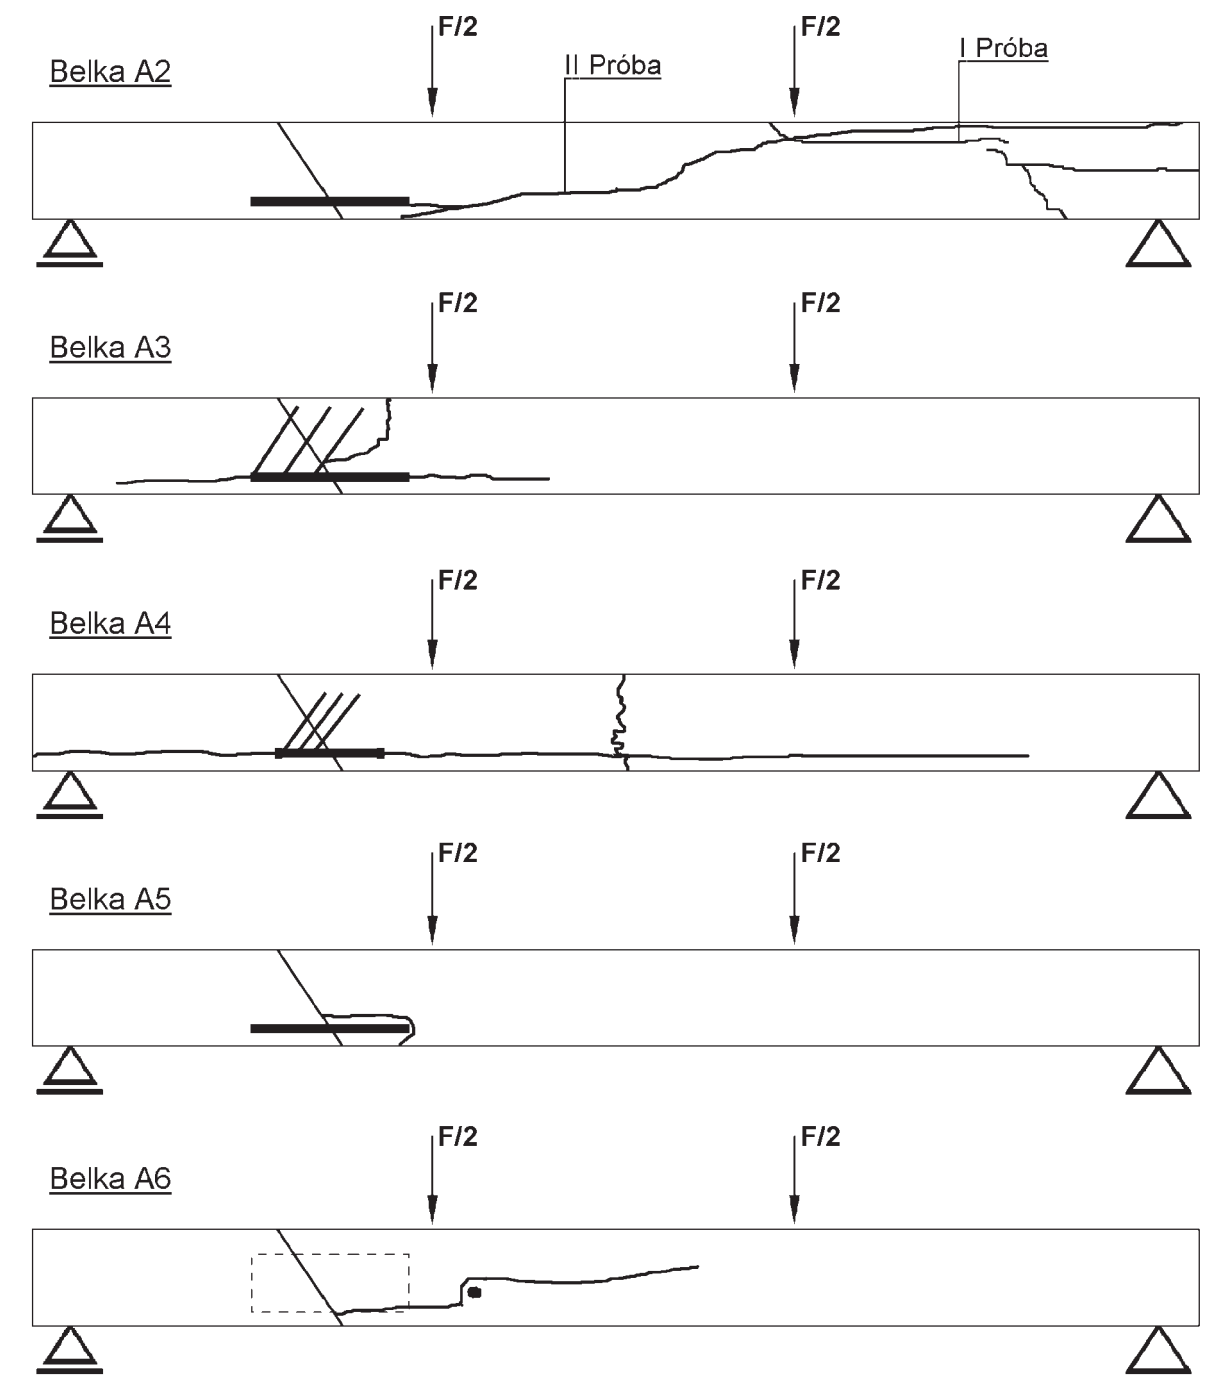 F/2 F/2
Belka A2
II Próba
I Próba
F/2 F/2
Belka A3
F/2 F/2
Belka A4
F/2 F/2
Belka A5
F/2 F/2
Belka A6